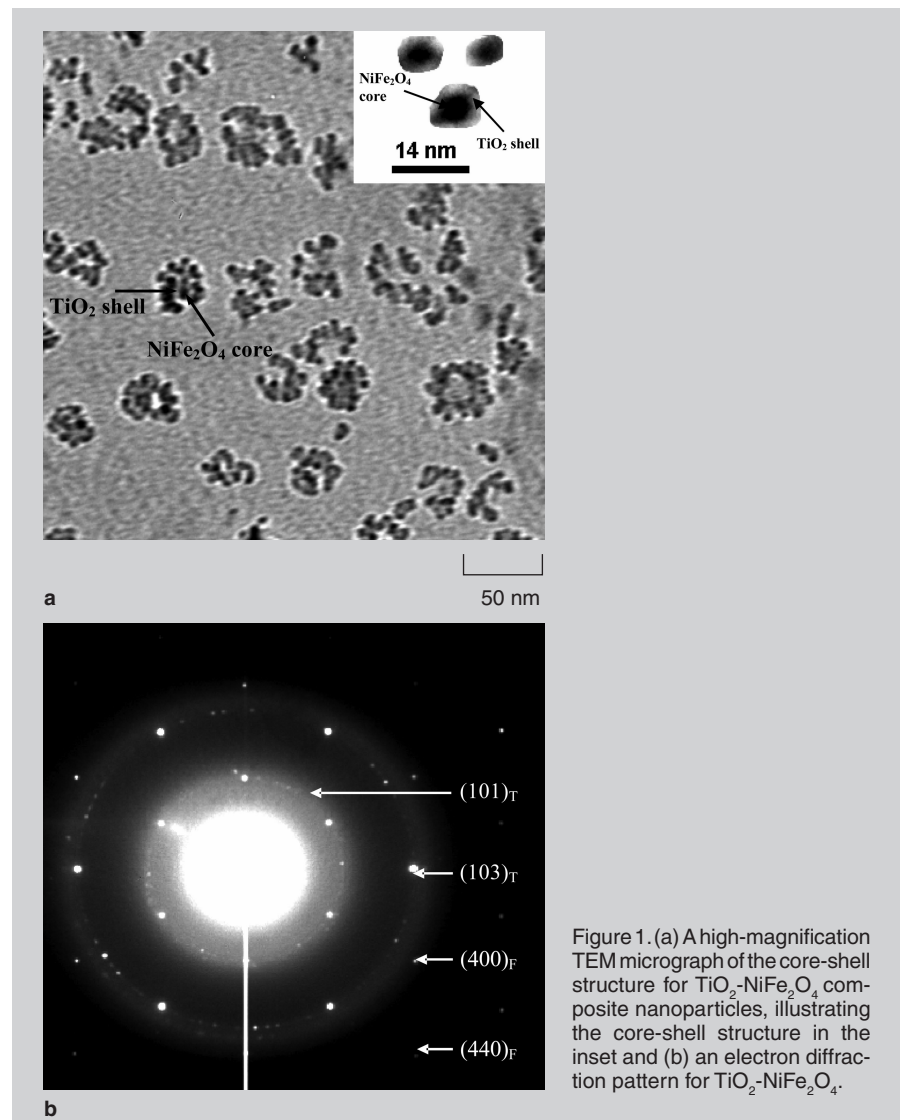 NiFe₂O₄
core
14 nm
TiO₂ shell
TiO₂ shell
NiFe₂O₄ core
a
50 nm
(101)T
(103)T
(400)F
(440)F
b
Figure 1. (a) A high-magnification
TEM micrograph of the core-shell
structure for TiO₂-NiFe₂O₄ com-
posite nanoparticles, illustrating
the core-shell structure in the
inset and (b) an electron diffrac-
tion pattern for TiO₂-NiFe₂O₄.